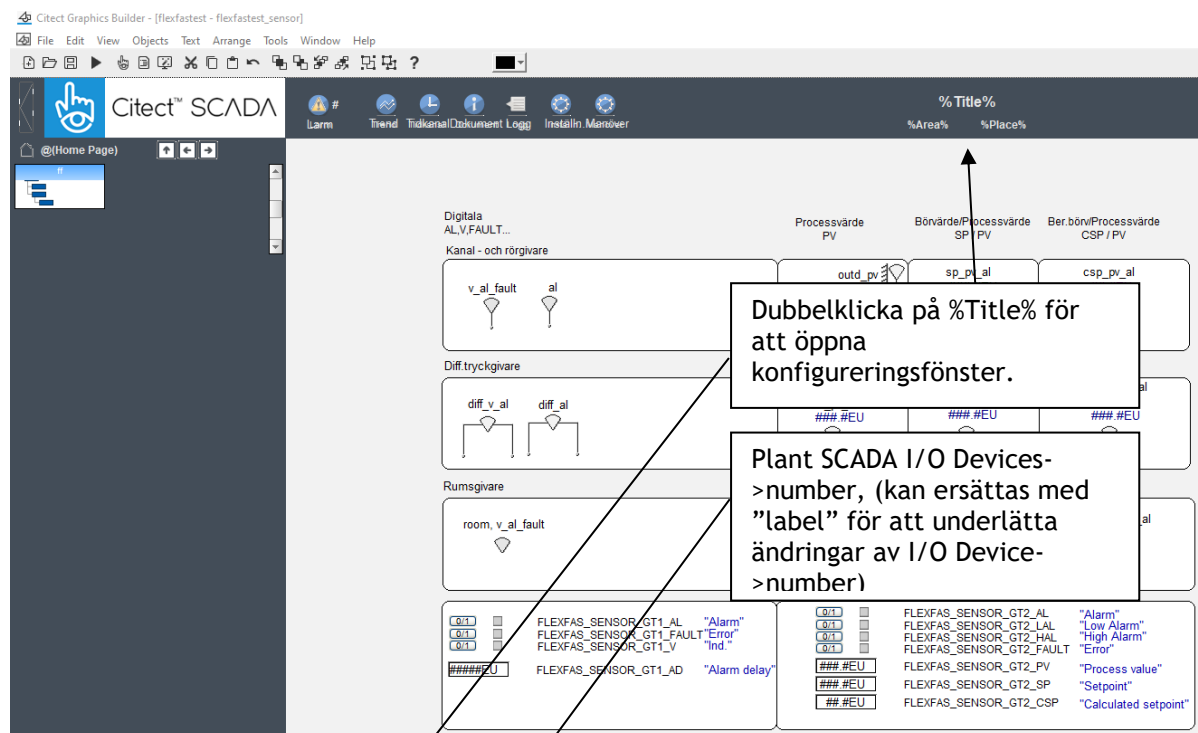 Citect Graphics Builder - [flexfastest - flexfastest_sensor]
File Edit View Objects Text Arrange Tools Window Help
Citect™ SCADA
#
Larm Trend Tidkanal Dokument Logg Inställn. Manöver
%Title%
%Area% %Place%
@(Home Page)
ff
Digitala
AL,V,FAULT...
Processvärde
PV
Börvärde/Processvärde
SP / PV
Ber.börv/Processvärde
CSP / PV
Kanal - och rörgivare
v_al_fault al
outd_pv sp_pv_al csp_pv_al
Dubbelklicka på %Title% för
att öppna
konfigureringsfönster.
Diff.tryckgivare
diff_v_al diff_al
al
###.#EU ###.#EU ###.#EU
Plant SCADA I/O Devices-
>number, (kan ersättas med
”label” för att underlätta
ändringar av I/O Device-
>number)
Rumsgivare
room, v_al_fault
al
0/1 FLEXFAS_SENSOR_GT1_AL "Alarm"
0/1 FLEXFAS_SENSOR_GT1_FAULT "Error"
0/1 FLEXFAS_SENSOR_GT1_V "Ind."
#####EU FLEXFAS_SENSOR_GT1_AD "Alarm delay"
0/1 FLEXFAS_SENSOR_GT2_AL "Alarm"
0/1 FLEXFAS_SENSOR_GT2_LAL "Low Alarm"
0/1 FLEXFAS_SENSOR_GT2_HAL "High Alarm"
0/1 FLEXFAS_SENSOR_GT2_FAULT "Error"
###.#EU FLEXFAS_SENSOR_GT2_PV "Process value"
###.#EU FLEXFAS_SENSOR_GT2_SP "Setpoint"
##.#EU FLEXFAS_SENSOR_GT2_CSP "Calculated setpoint"